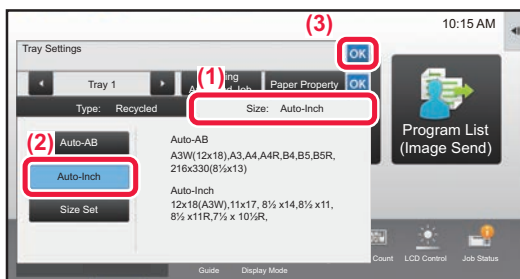 10:15 AM
(3)
Tray Settings
OK
(1)
Tray 1
ing
Paper Property
OK
Type: Recycled
Size: Auto-Inch
Program List
(Image Send)
(2)
Auto-AB
Auto-AB
A3W(12x18),A3,A4,A4R,B4,B5,B5R,
216x330(8½x13)
Auto-Inch
Auto-Inch
12x18(A3W),11x17, 8½ x14,8½ x11,
8½ x11R,7½ x 10½R,
Size Set
Count
LCD Control
Job Status
Guide
Display Mode